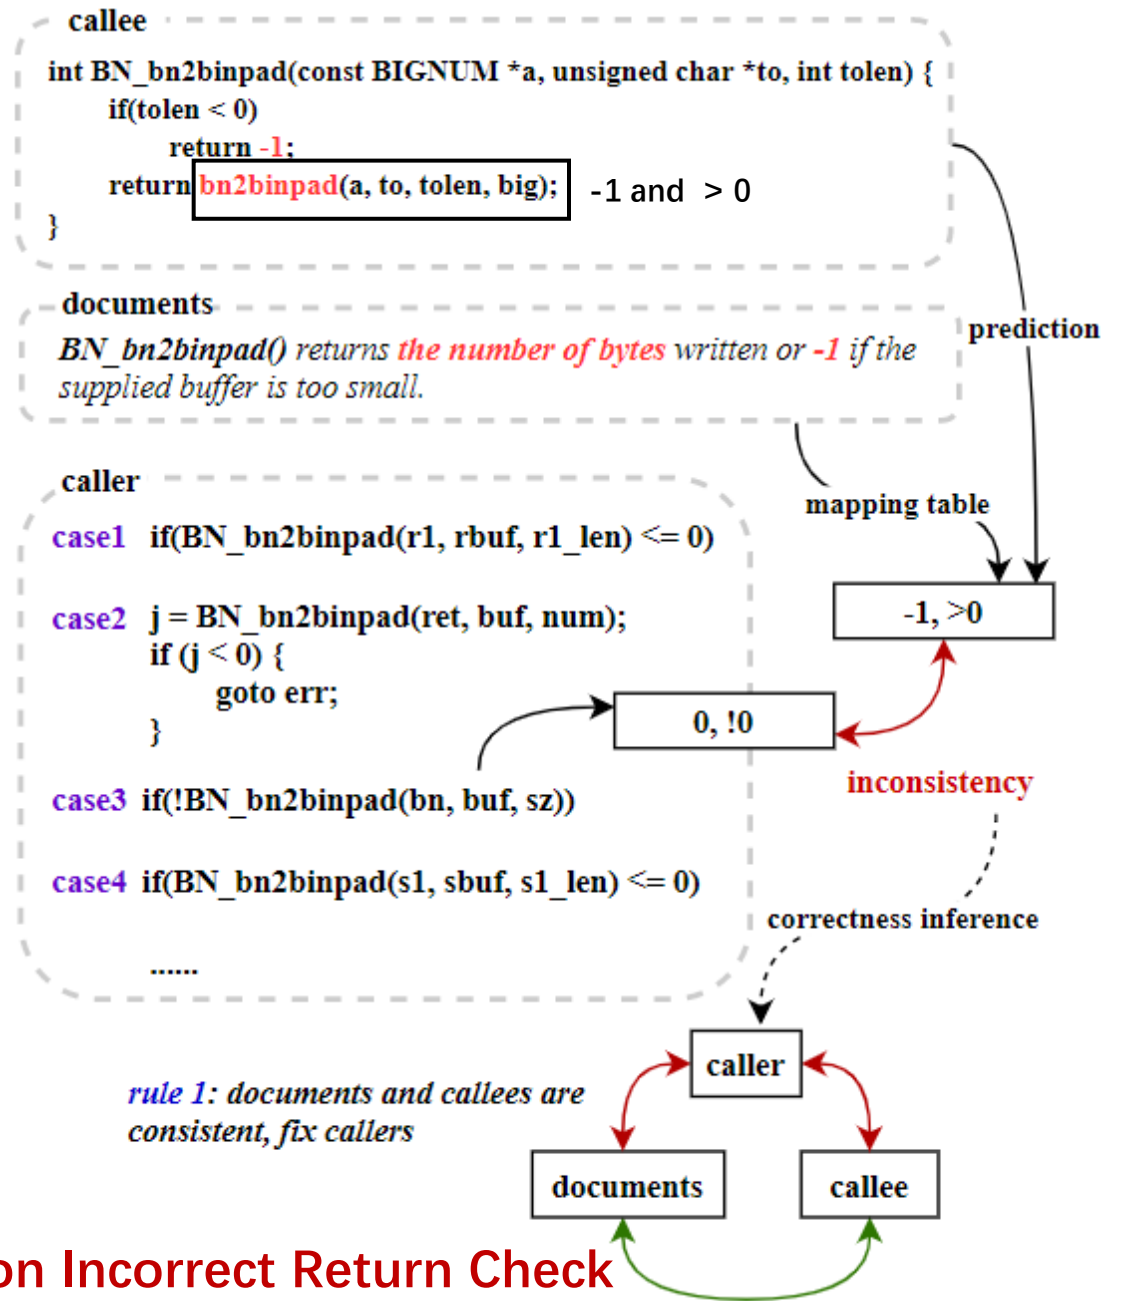 callee
int BN_bn2binpad(const BIGNUM *a, unsigned char *to, int tolen) {
if(tolen < 0)
return -1;
return bn2binpad(a, to, tolen, big);
-1 and > 0
}
documents
BN_bn2binpad() returns the number of bytes written or -1 if the
supplied buffer is too small.
prediction
mapping table
-1, >0
caller
case1 if(BN_bn2binpad(r1, rbuf, r1_len) <= 0)
case2 j = BN_bn2binpad(ret, buf, num);
if (j < 0) {
goto err;
}
0, !0
case3 if(!BN_bn2binpad(bn, buf, sz))
case4 if(BN_bn2binpad(s1, sbuf, s1_len) <= 0)
......
inconsistency
correctness inference
caller
rule 1: documents and callees are
consistent, fix callers
documents
callee
on Incorrect Return Check